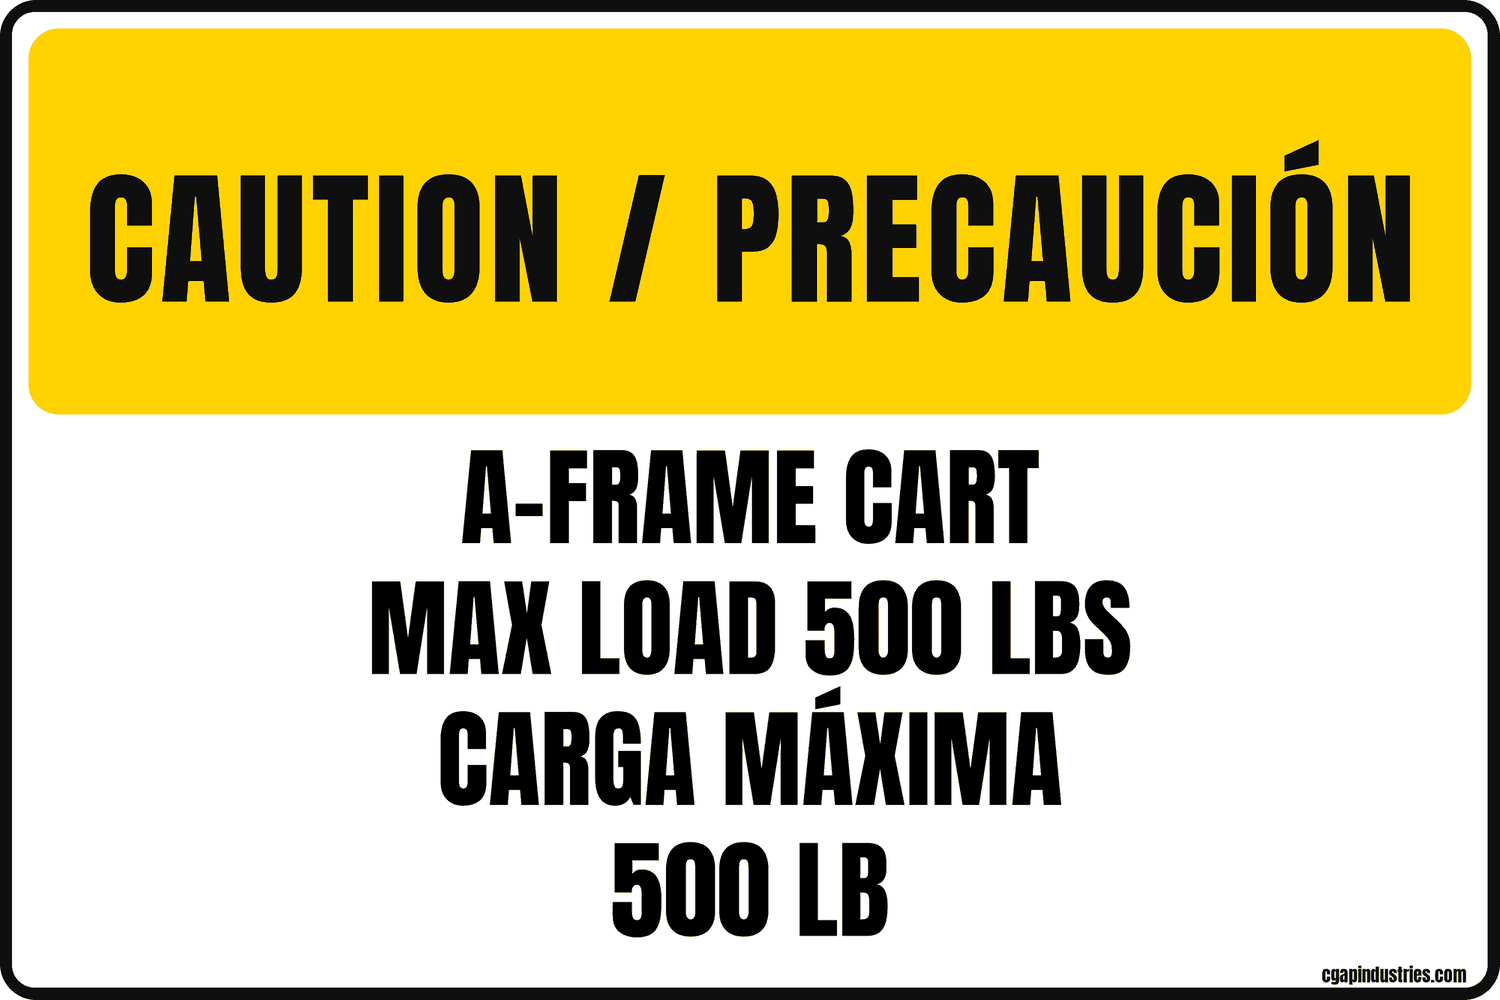 CAUTION / PRECAUCIÓN
A-FRAME CART
MAX LOAD 500 LBS
CARGA MÁXIMA
500 LB
cgapindustries.com